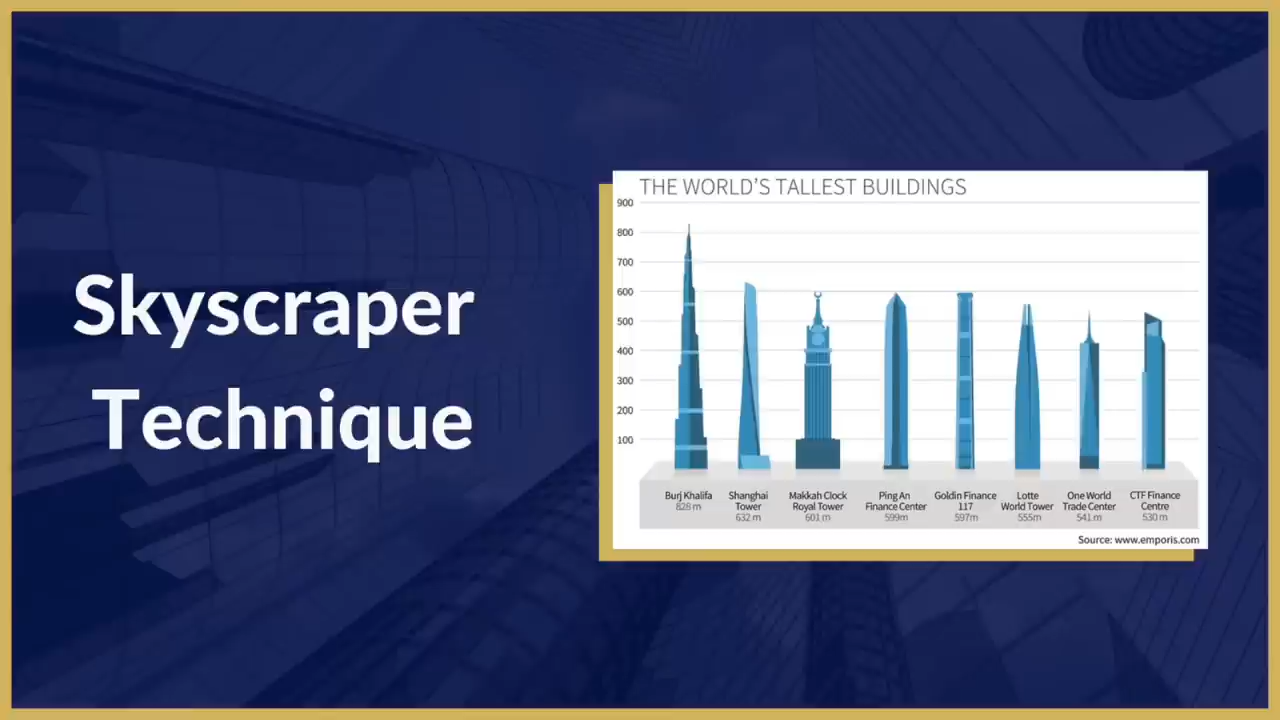 Skyscraper
Technique
THE WORLD'S TALLEST BUILDINGS
900
800
700
600
500
400
300
200
100
Burj Khalifa
828 m
Shanghai
Tower
632 m
Makkah Clock
Royal Tower
601 m
Ping An
Finance Center
599m
Goldin Finance
117
597m
Lotte
World Tower
555m
One World
Trade Center
541 m
CTF Finance
Centre
530 m
Source: www.emporis.com